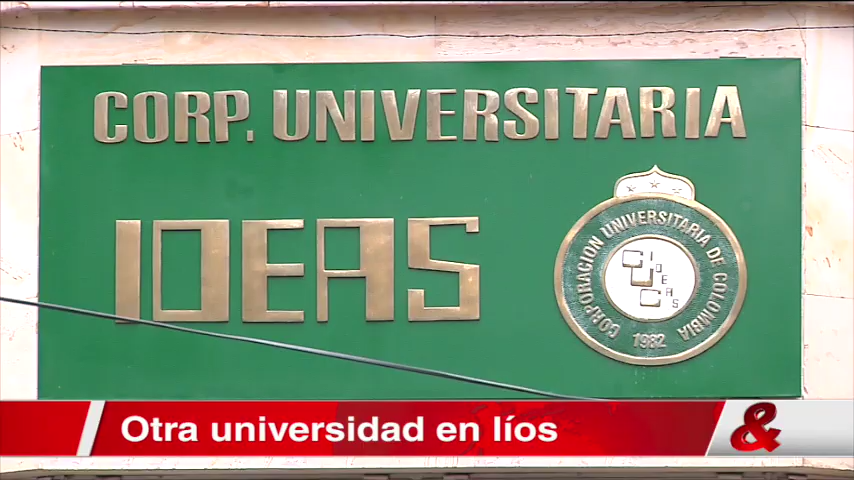 CORP. UNIVERSITARIA
IDEAS
CORPORACION UNIVERSITARIA DE COLOMBIA
IDEAS
1982
Otra universidad en líos
&